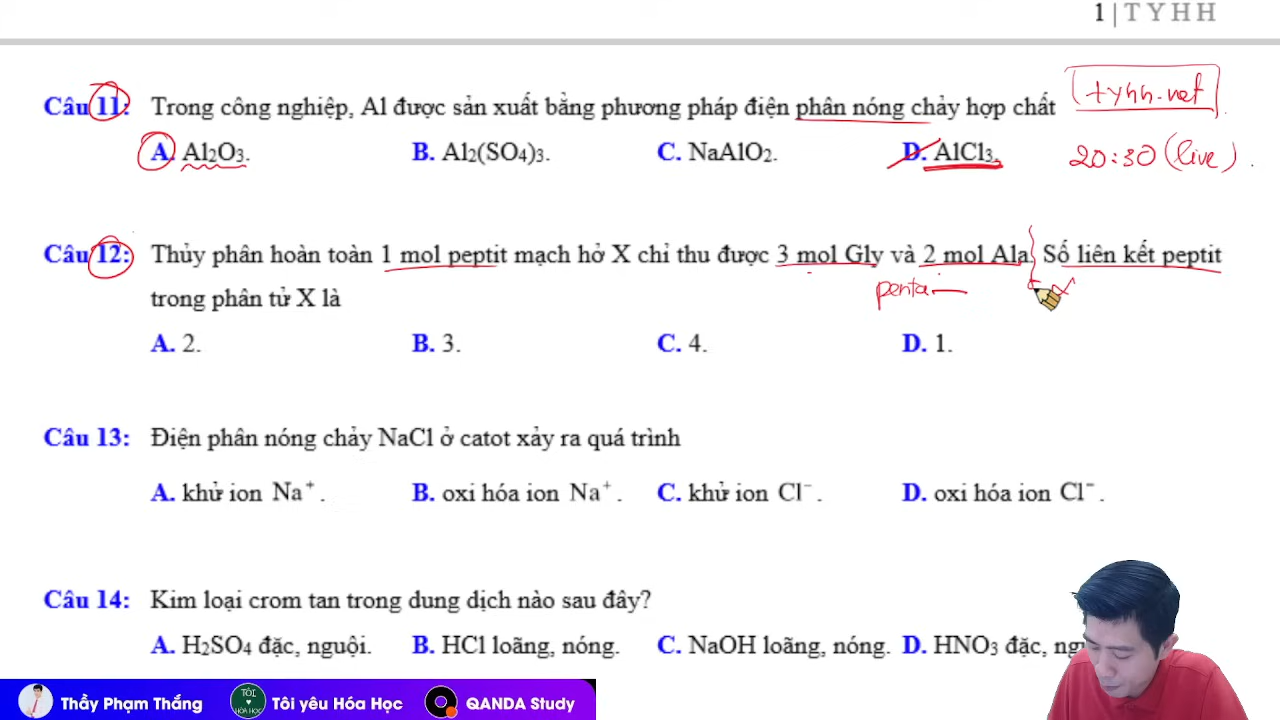 1 | T Y H H
Câu 11: Trong công nghiệp, Al được sản xuất bằng phương pháp điện phân nóng chảy hợp chất
tyhh.net
A. Al2O3. B. Al2(SO4)3. C. NaAlO2. D. AlCl3.
20:30 (live).
Câu 12: Thủy phân hoàn toàn 1 mol peptit mạch hở X chỉ thu được 3 mol Gly và 2 mol Ala. Số liên kết peptit
penta
trong phân tử X là
A. 2. B. 3. C. 4. D. 1.
Câu 13: Điện phân nóng chảy NaCl ở catot xảy ra quá trình
A. khử ion Na⁺. B. oxi hóa ion Na⁺. C. khử ion Cl⁻. D. oxi hóa ion Cl⁻.
Câu 14: Kim loại crom tan trong dung dịch nào sau đây?
A. H2SO4 đặc, nguội. B. HCl loãng, nóng. C. NaOH loãng, nóng. D. HNO3 đặc,
Thầy Phạm Thắng TÔI ♥ HÓA HỌC Tôi yêu Hóa Học QANDA Study